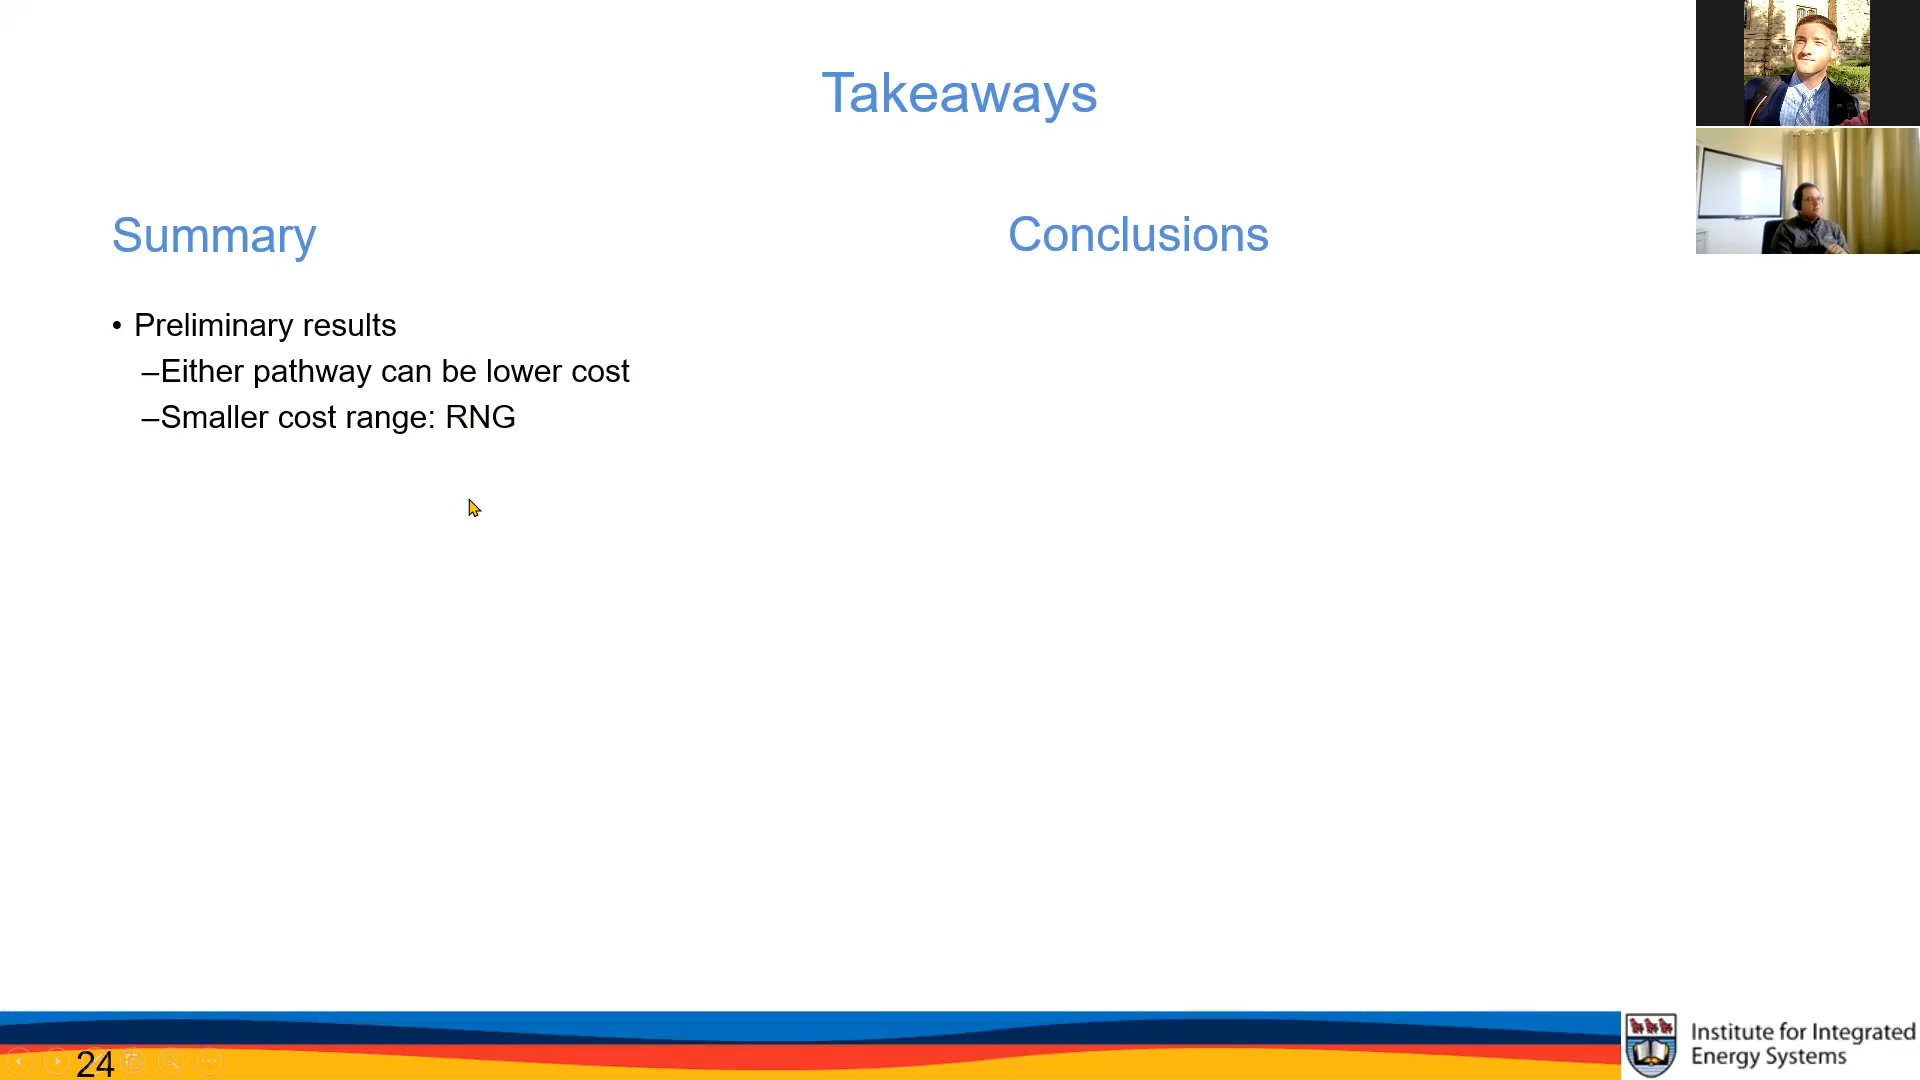 Takeaways
Summary
• Preliminary results
–Either pathway can be lower cost
–Smaller cost range: RNG
Conclusions
24
Institute for Integrated
Energy Systems